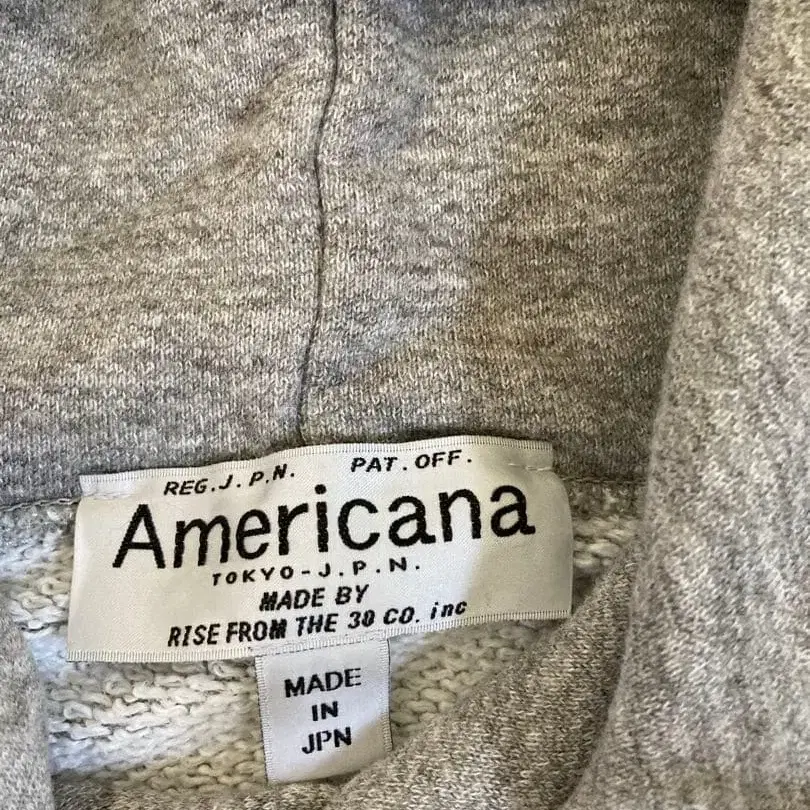 REG.J.P.N. PAT.OFF.
Americana
TOKYO-J.P.N.
MADE BY
RISE FROM THE 30 CO. inc
MADE
IN
JPN